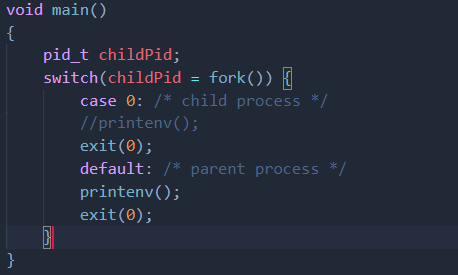 void main()
{
    pid_t childPid;
    switch(childPid = fork()) {
        case 0: /* child process */
        //printenv();
        exit(0);
        default: /* parent process */
        printenv();
        exit(0);
    }
}